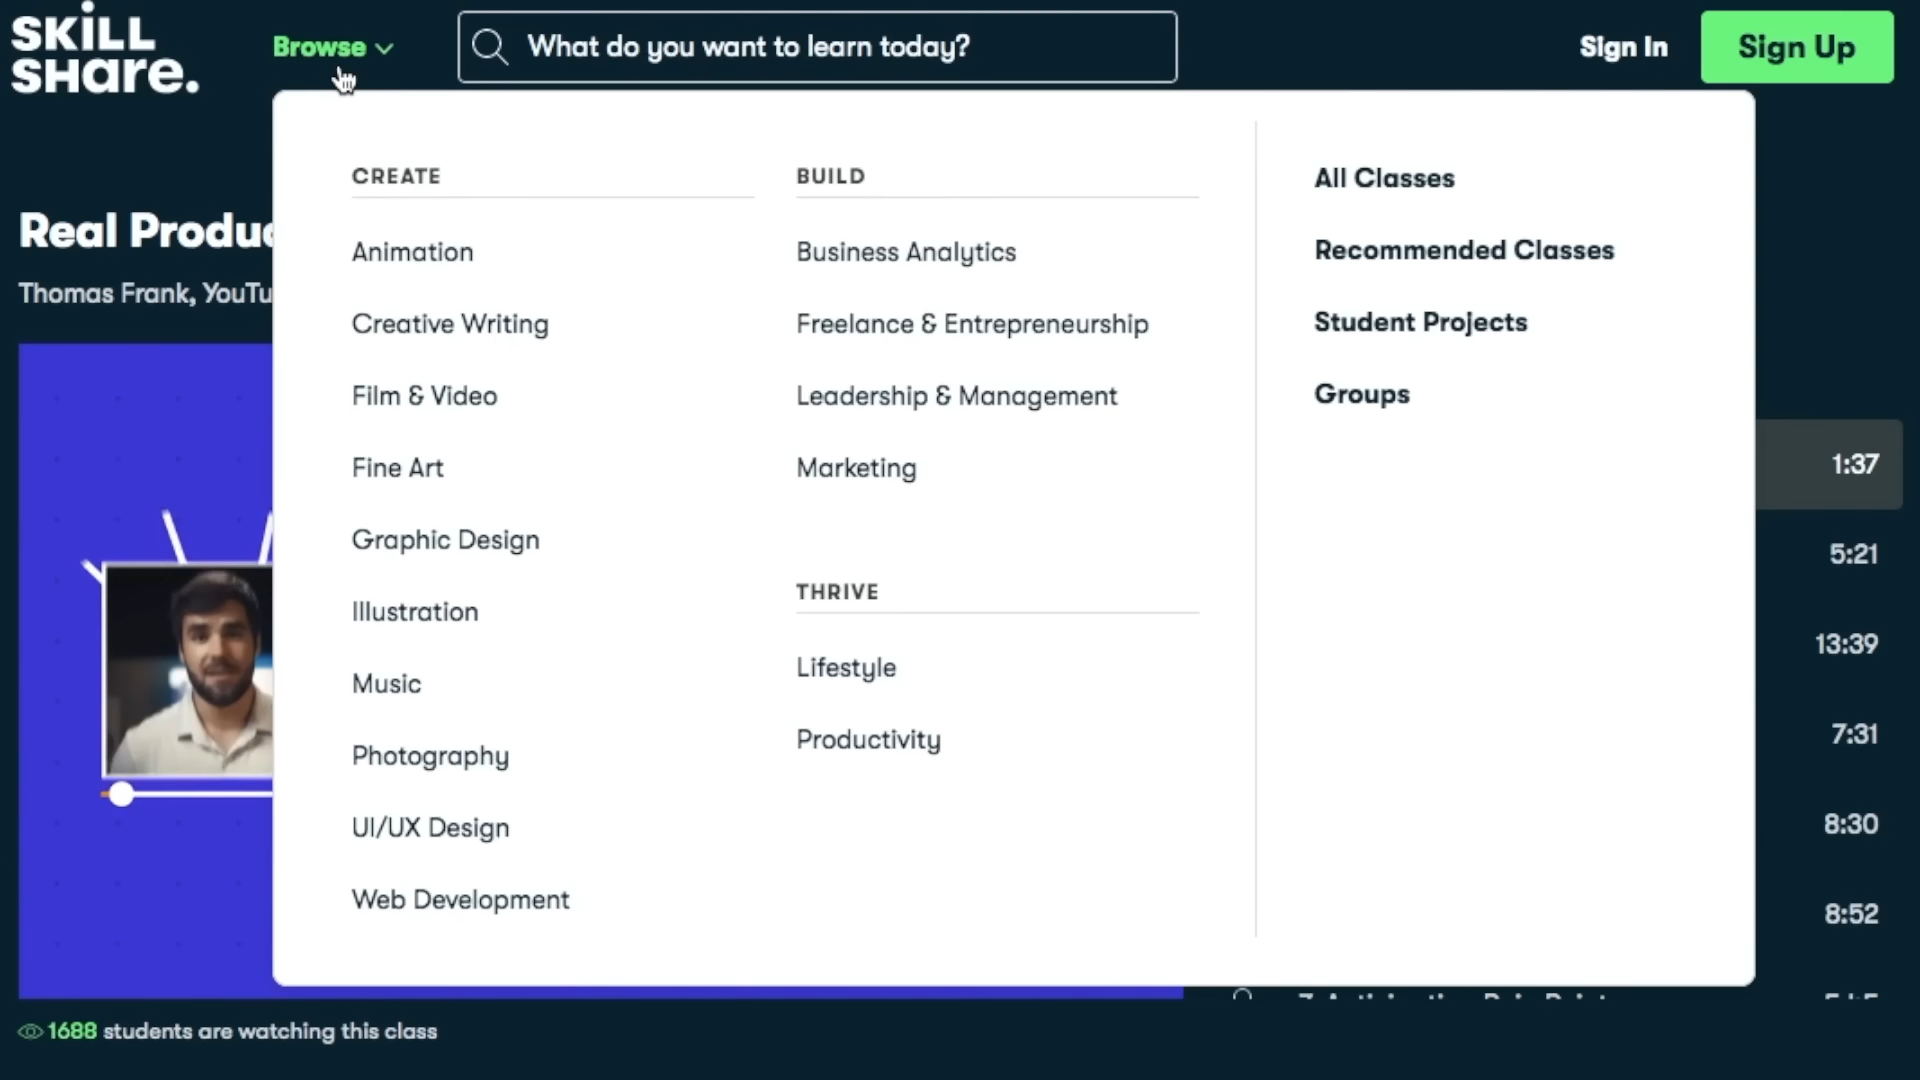 SKILL
SHare.
Browse
What do you want to learn today?
Sign In
Sign Up
Real Produc
Thomas Frank, YouTu
CREATE
Animation
Creative Writing
Film & Video
Fine Art
Graphic Design
Illustration
Music
Photography
UI/UX Design
Web Development
BUILD
Business Analytics
Freelance & Entrepreneurship
Leadership & Management
Marketing
THRIVE
Lifestyle
Productivity
All Classes
Recommended Classes
Student Projects
Groups
1:37
5:21
13:39
7:31
8:30
8:52
1688 students are watching this class